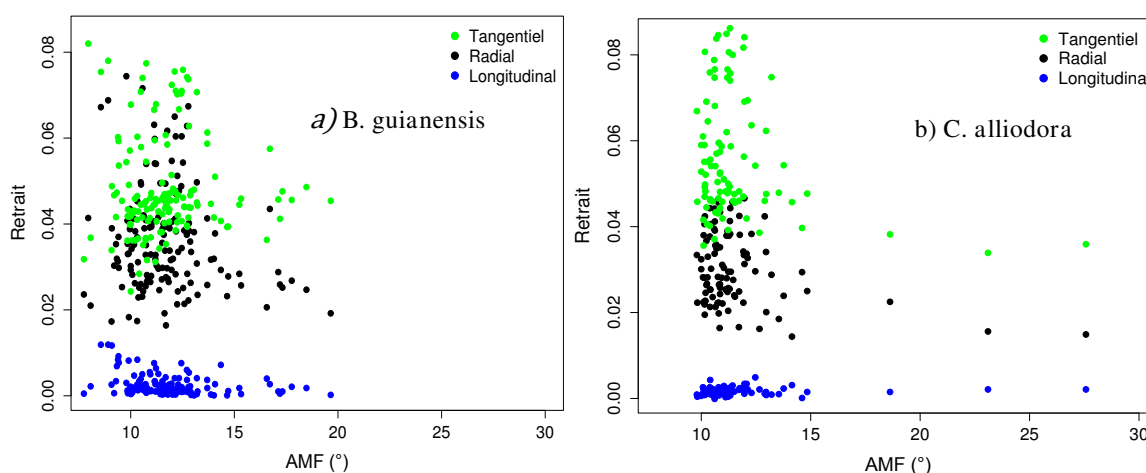 Tangentiel
Radial
Longitudinal
a) B. guianensis
Retrait
0.00
0.02
0.04
0.06
0.08
10
15
20
25
30
AMF (°)
Tangentiel
Radial
Longitudinal
b) C. alliodora
Retrait
0.00
0.02
0.04
0.06
0.08
10
15
20
25
30
AMF (°)